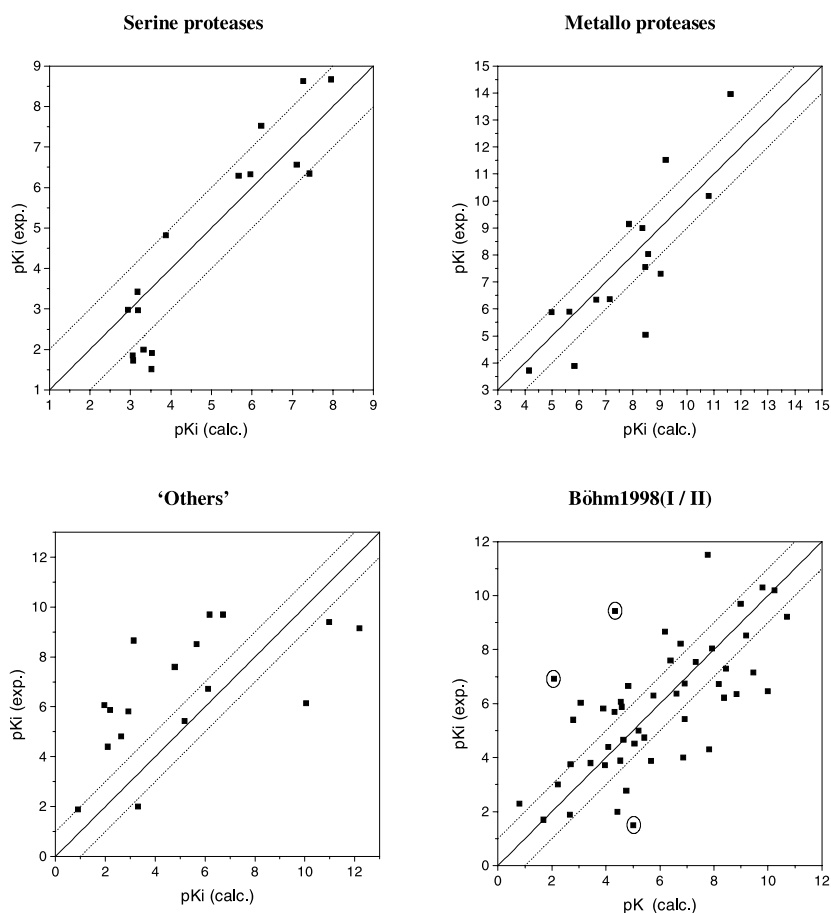 Serine proteases
Metallo proteases
9
8
7
6
5
4
3
2
1
pKi (exp.)
1 2 3 4 5 6 7 8 9
pKi (calc.)
15
14
13
12
11
10
9
8
7
6
5
4
3
pKi (exp.)
3 4 5 6 7 8 9 10 11 12 13 14 15
pKi (calc.)
‘Others’
Böhm1998(I / II)
12
10
8
6
4
2
0
pKi (exp.)
0 2 4 6 8 10 12
pKi (calc.)
12
10
8
6
4
2
0
pKi (exp.)
0 2 4 6 8 10 12
pK (calc.)